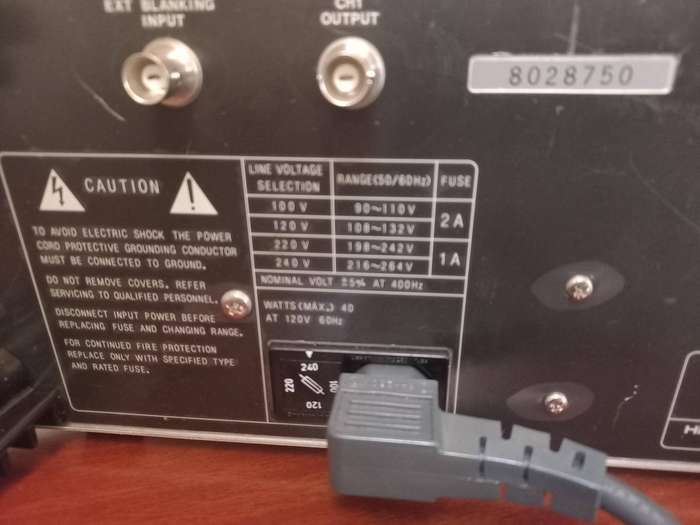 EXT BLANKING
INPUT
CH1
OUTPUT
8028750
CAUTION
TO AVOID ELECTRIC SHOCK THE POWER
CORD PROTECTIVE GROUNDING CONDUCTOR
MUST BE CONNECTED TO GROUND.
DO NOT REMOVE COVERS. REFER
SERVICING TO QUALIFIED PERSONNEL.
DISCONNECT INPUT POWER BEFORE
REPLACING FUSE AND CHANGING RANGE.
FOR CONTINUED FIRE PROTECTION
REPLACE ONLY WITH SPECIFIED TYPE
AND RATED FUSE.
LINE VOLTAGE SELECTION RANGE(50/60Hz) FUSE
100 V 90~110V 2A
120 V 108~132V
220 V 198~242V 1A
240 V 216~264V
NOMINAL VOLT ±5% AT 400Hz
WATTS(MAX.) 40
AT 120V 60Hz
240
220
100
120